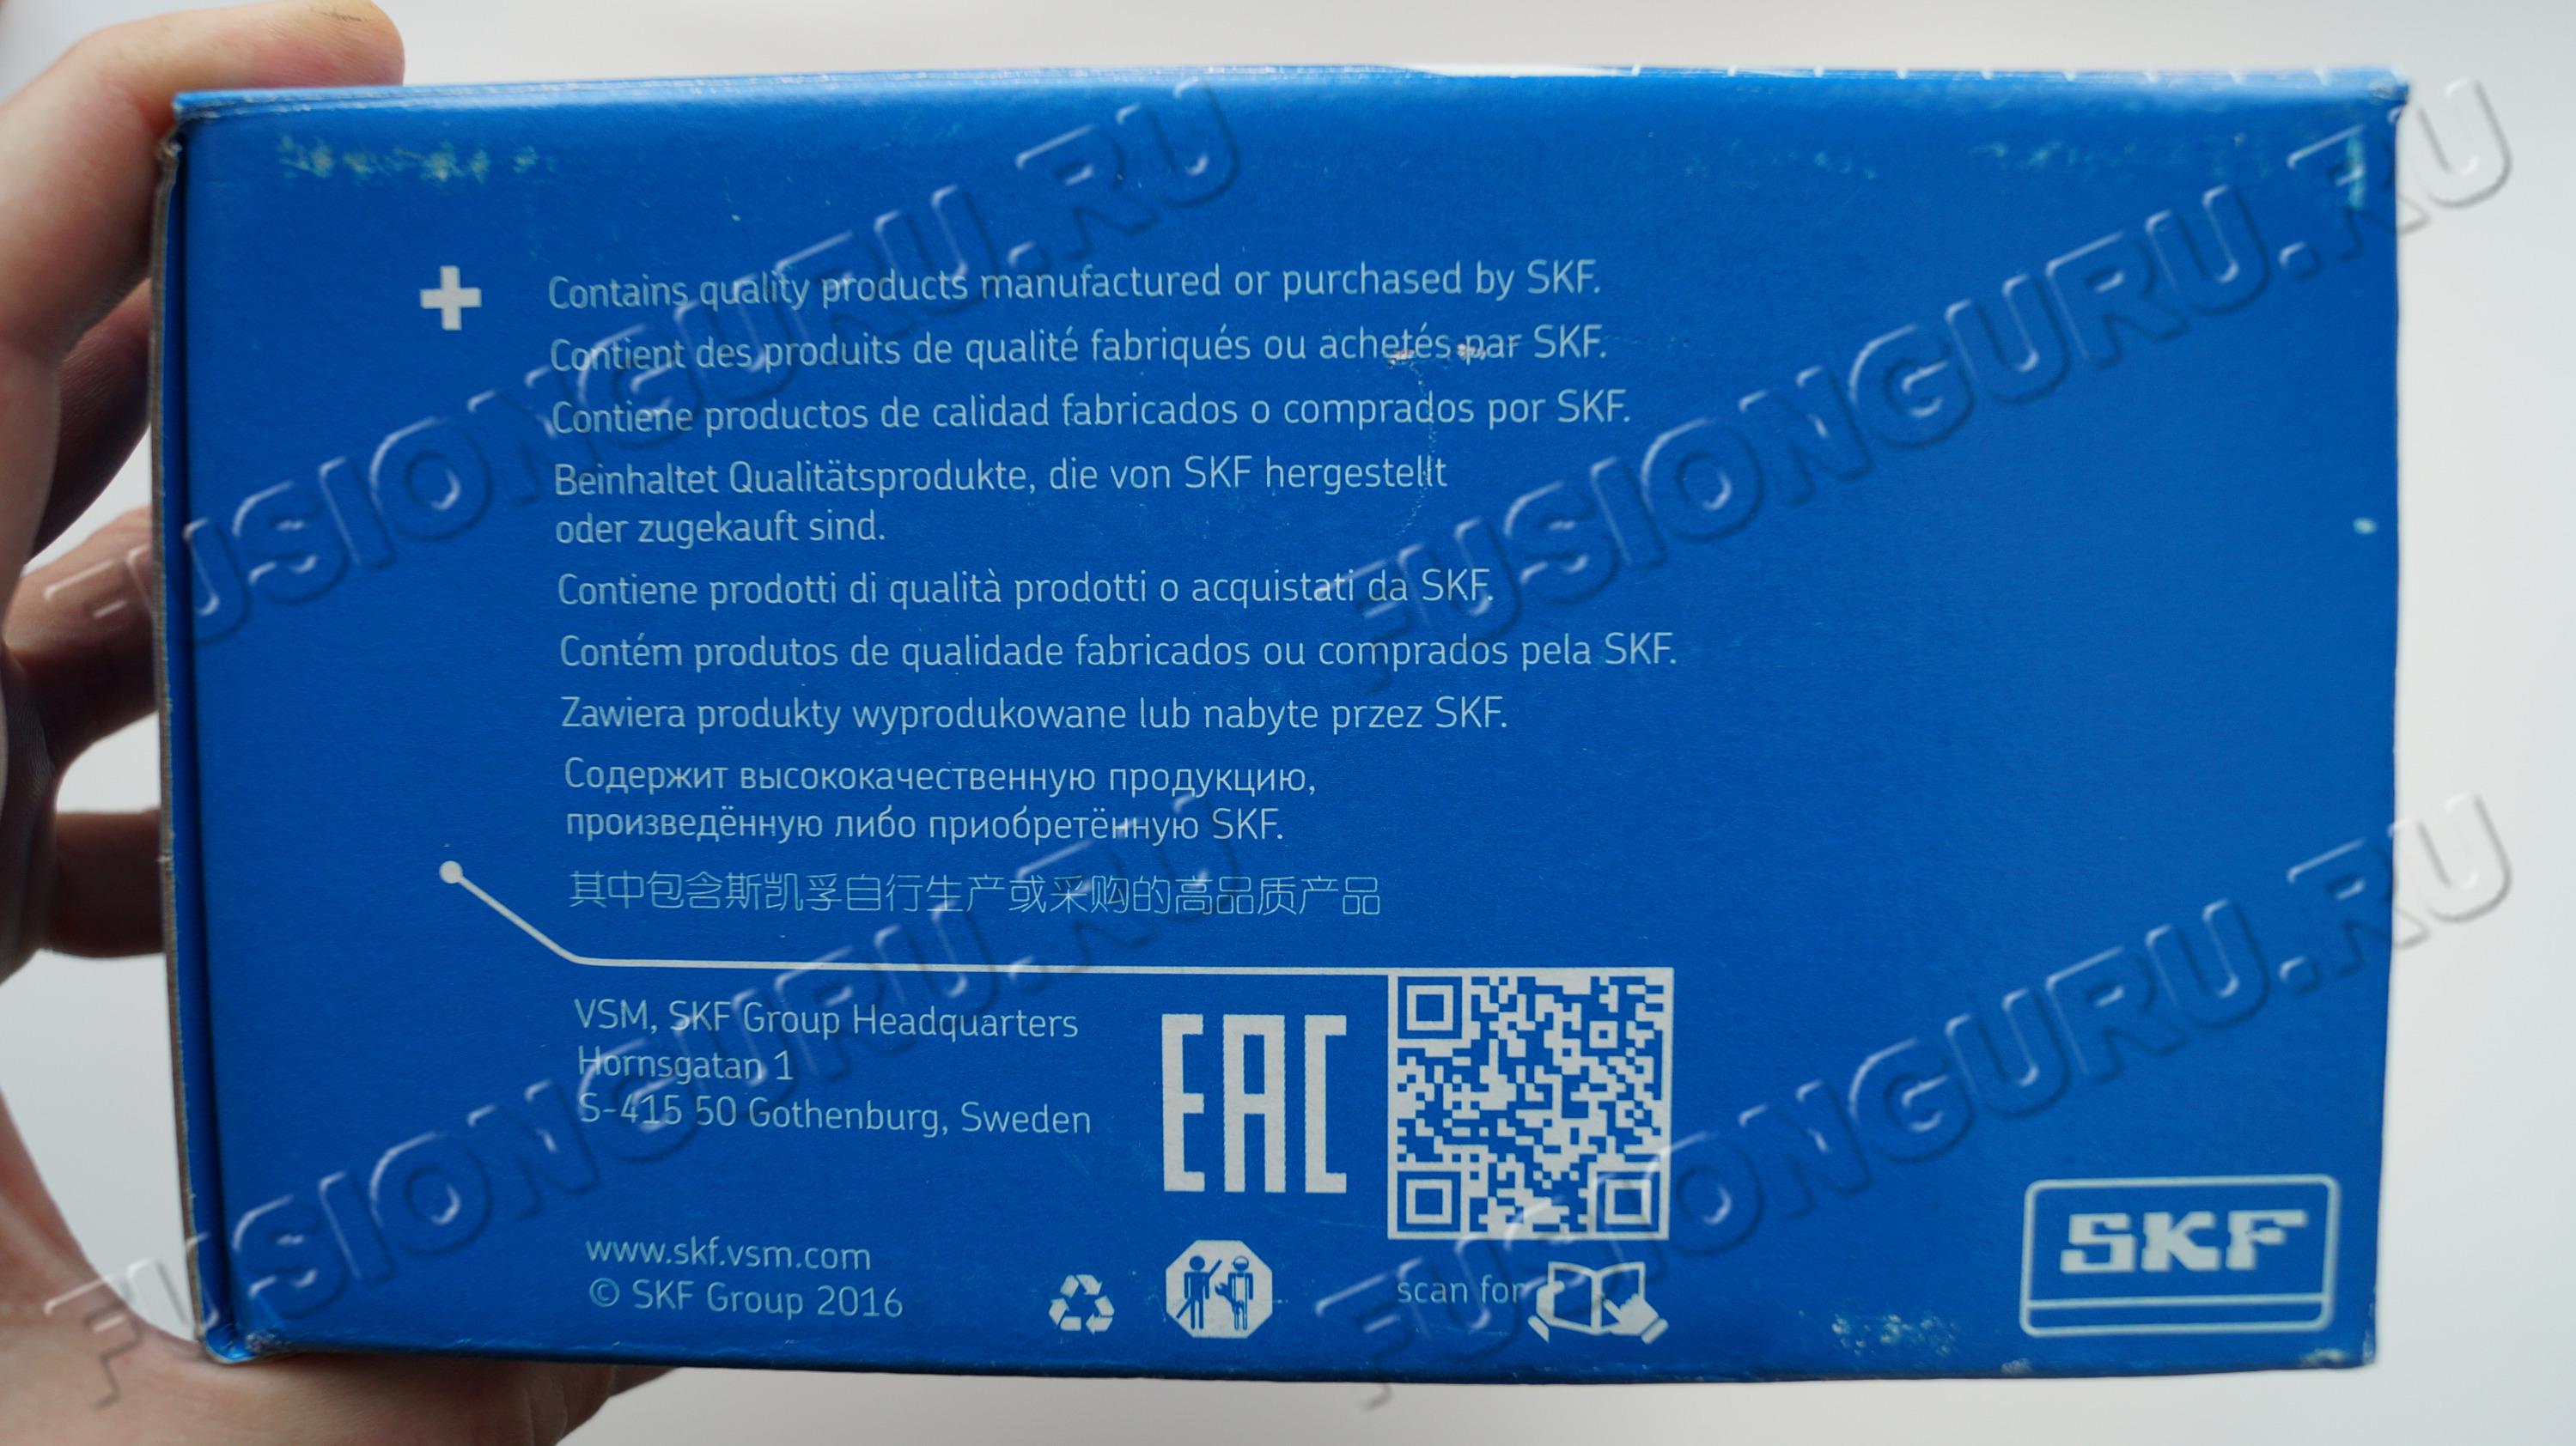 Contains quality products manufactured or purchased by SKF.
Contient des produits de qualité fabriqués ou achetés par SKF.
Contiene productos de calidad fabricados o comprados por SKF.
Beinhaltet Qualitätsprodukte, die von SKF hergestellt
oder zugekauft sind.
Contiene prodotti di qualità prodotti o acquistati da SKF.
Contém produtos de qualidade fabricados ou comprados pela SKF.
Zawiera produkty wyprodukowane lub nabyte przez SKF.
Содержит высококачественную продукцию,
произведённую либо приобретённую SKF.
其中包含斯凯孚自行生产或采购的高品质产品
VSM, SKF Group Headquarters
Hornsgatan 1
S-415 50 Gothenburg, Sweden
EAC
www.skf.vsm.com
© SKF Group 2016
scan for
SKF
FUSIONGURU.RU
FUSIONGURU.RU
FUSIONGURU.RU
FUSIONGURU.RU